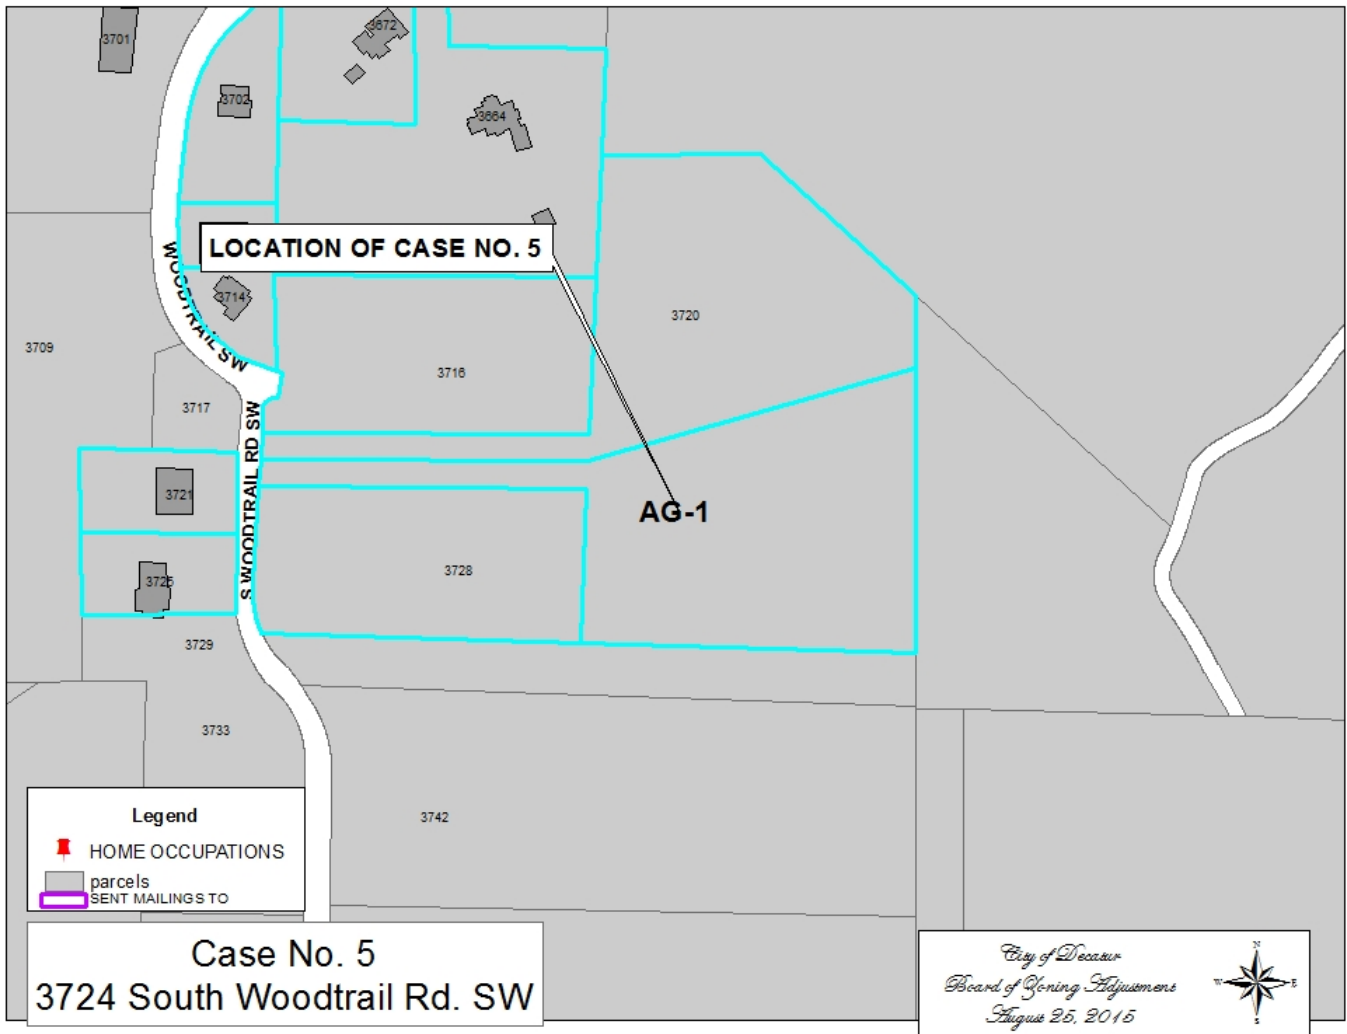 3701
3672
3702
3664
LOCATION OF CASE NO. 5
WOODTRAIL SW
3714
3720
3709
3716
3717
S WOODTRAIL RD SW
3721
AG-1
3728
3725
3729
3733
3742
Legend
HOME OCCUPATIONS
parcels
SENT MAILINGS TO
Case No. 5
3724 South Woodtrail Rd. SW
City of Decatur
Board of Zoning Adjustment
August 25, 2015
N
W
E
S